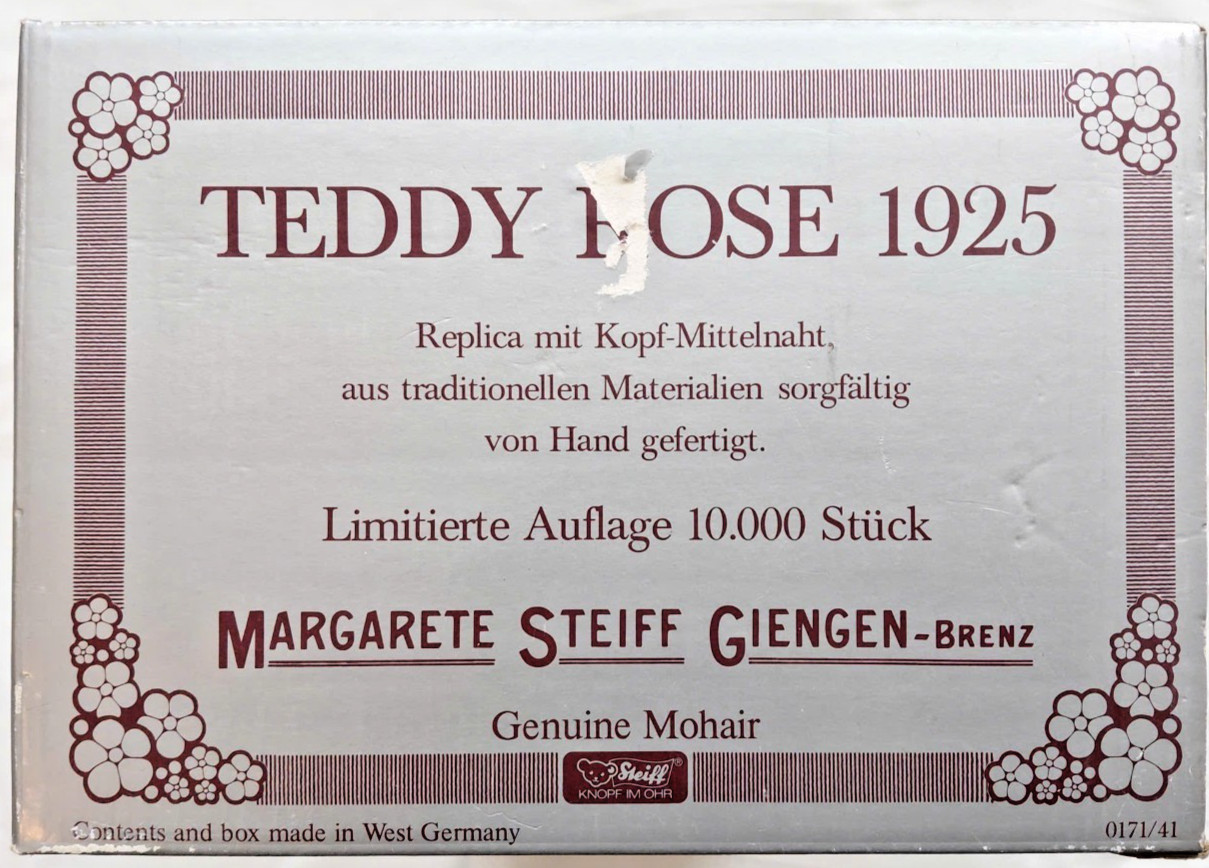 TEDDY ROSE 1925
Replica mit Kopf-Mittelnaht,
aus traditionellen Materialien sorgfältig
von Hand gefertigt.
Limitierte Auflage 10.000 Stück
MARGARETE STEIFF GIENGEN-BRENZ
Genuine Mohair
Steiff®
KNOPF IM OHR
Contents and box made in West Germany
0171/41